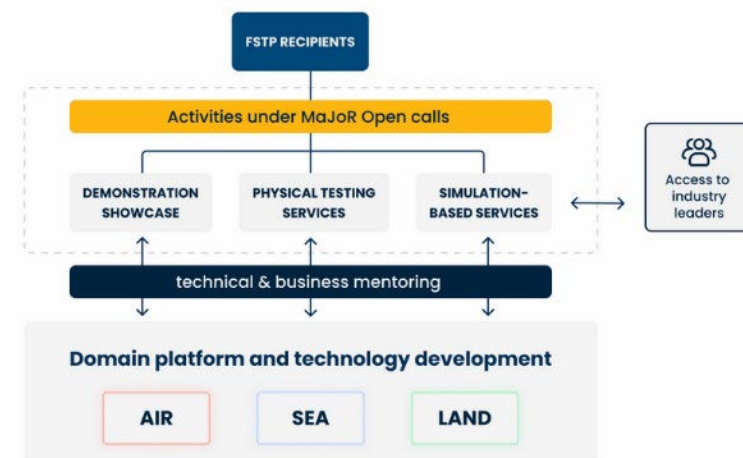 FSTP RECIPIENTS
Activities under MaJoR Open calls
DEMONSTRATION
SHOWCASE
PHYSICAL TESTING
SERVICES
SIMULATION-
BASED SERVICES
Access to
industry
leaders
technical & business mentoring
Domain platform and technology development
AIR
SEA
LAND